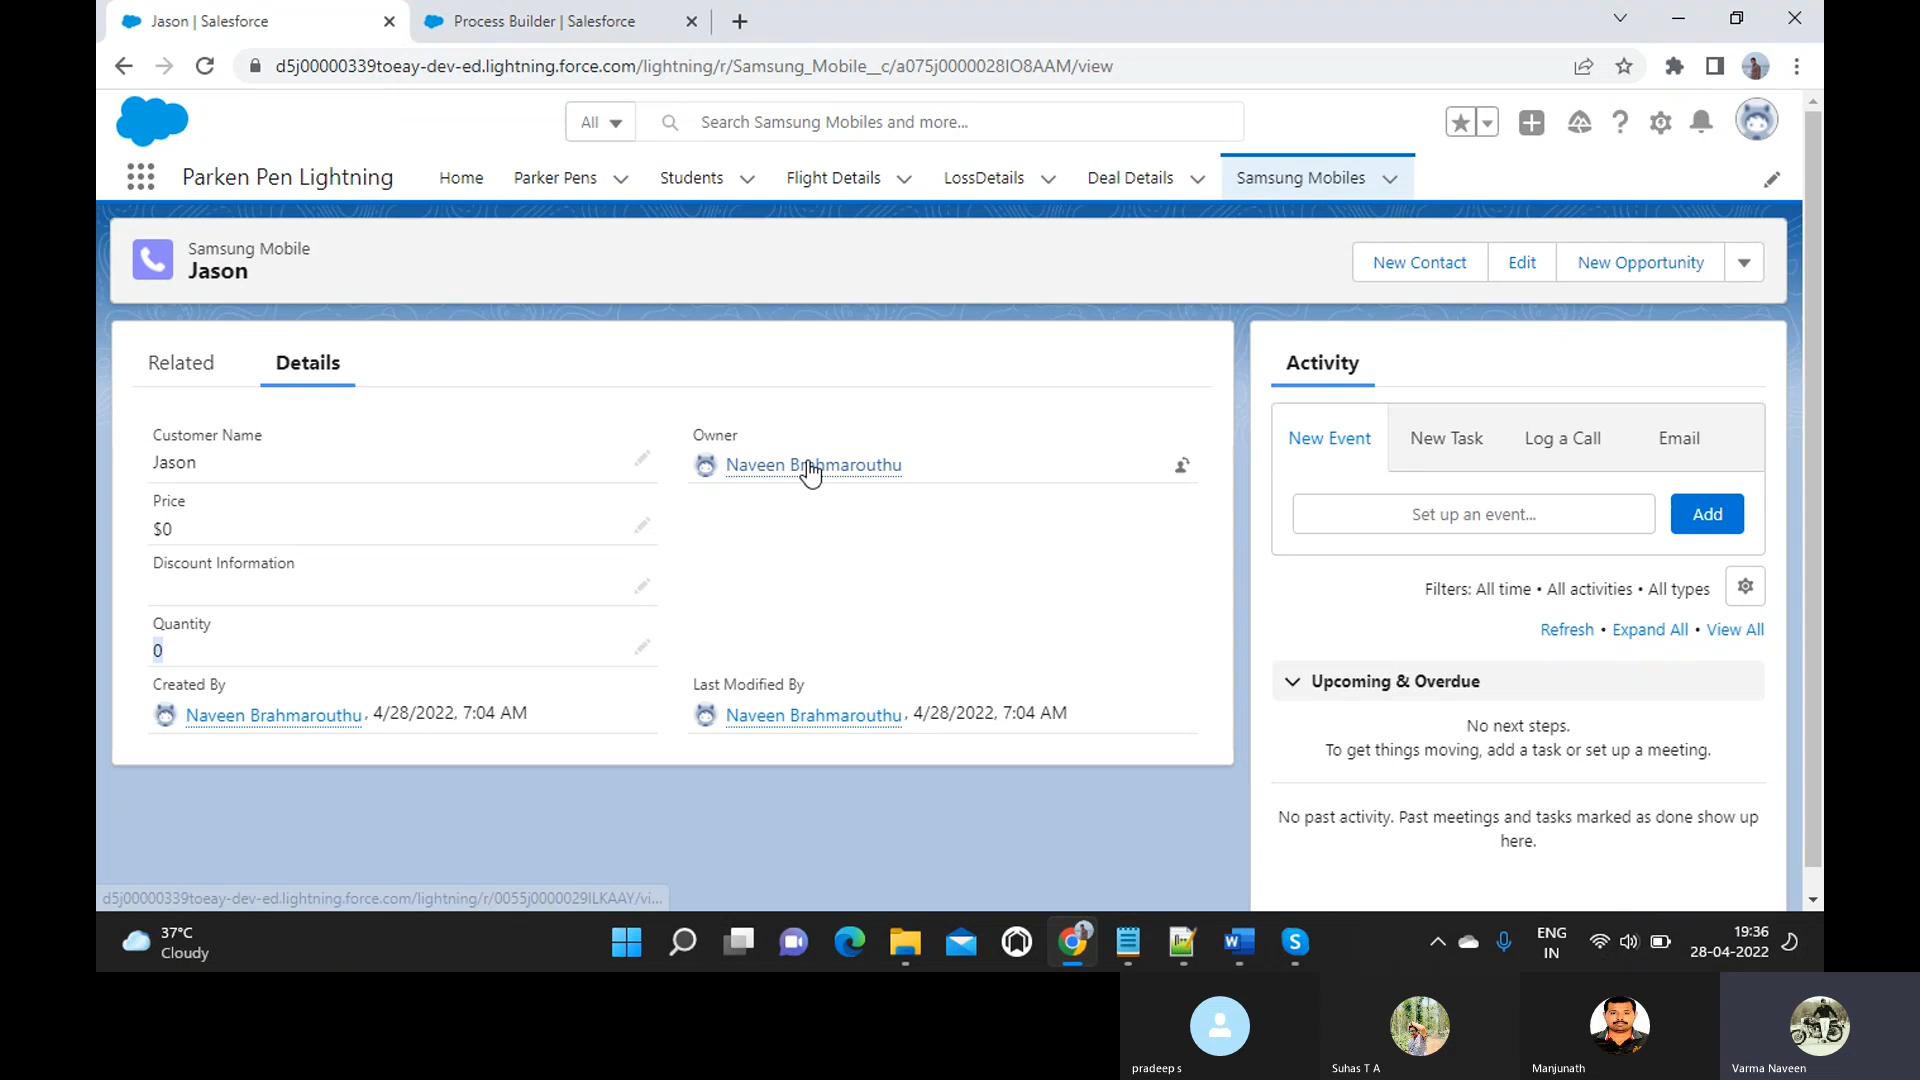 Jason | Salesforce
Process Builder | Salesforce
d5j00000339toeay-dev-ed.lightning.force.com/lightning/r/Samsung_Mobile__c/a075j0000028IO8AAM/view
All
Search Samsung Mobiles and more...
Parken Pen Lightning
Home
Parker Pens
Students
Flight Details
LossDetails
Deal Details
Samsung Mobiles
Samsung Mobile
Jason
New Contact
Edit
New Opportunity
Related
Details
Customer Name
Jason
Owner
Naveen Brahmarouthu
Price
$0
Discount Information
Quantity
0
Created By
Naveen Brahmarouthu, 4/28/2022, 7:04 AM
Last Modified By
Naveen Brahmarouthu, 4/28/2022, 7:04 AM
Activity
New Event
New Task
Log a Call
Email
Set up an event...
Add
Filters: All time • All activities • All types
Refresh • Expand All • View All
Upcoming & Overdue
No next steps.
To get things moving, add a task or set up a meeting.
No past activity. Past meetings and tasks marked as done show up
here.
d5j00000339toeay-dev-ed.lightning.force.com/lightning/r/0055j0000029ILKAAY/vi...
37°C
Cloudy
ENG
IN
19:36
28-04-2022
pradeep s
Suhas T A
Manjunath
Varma Naveen